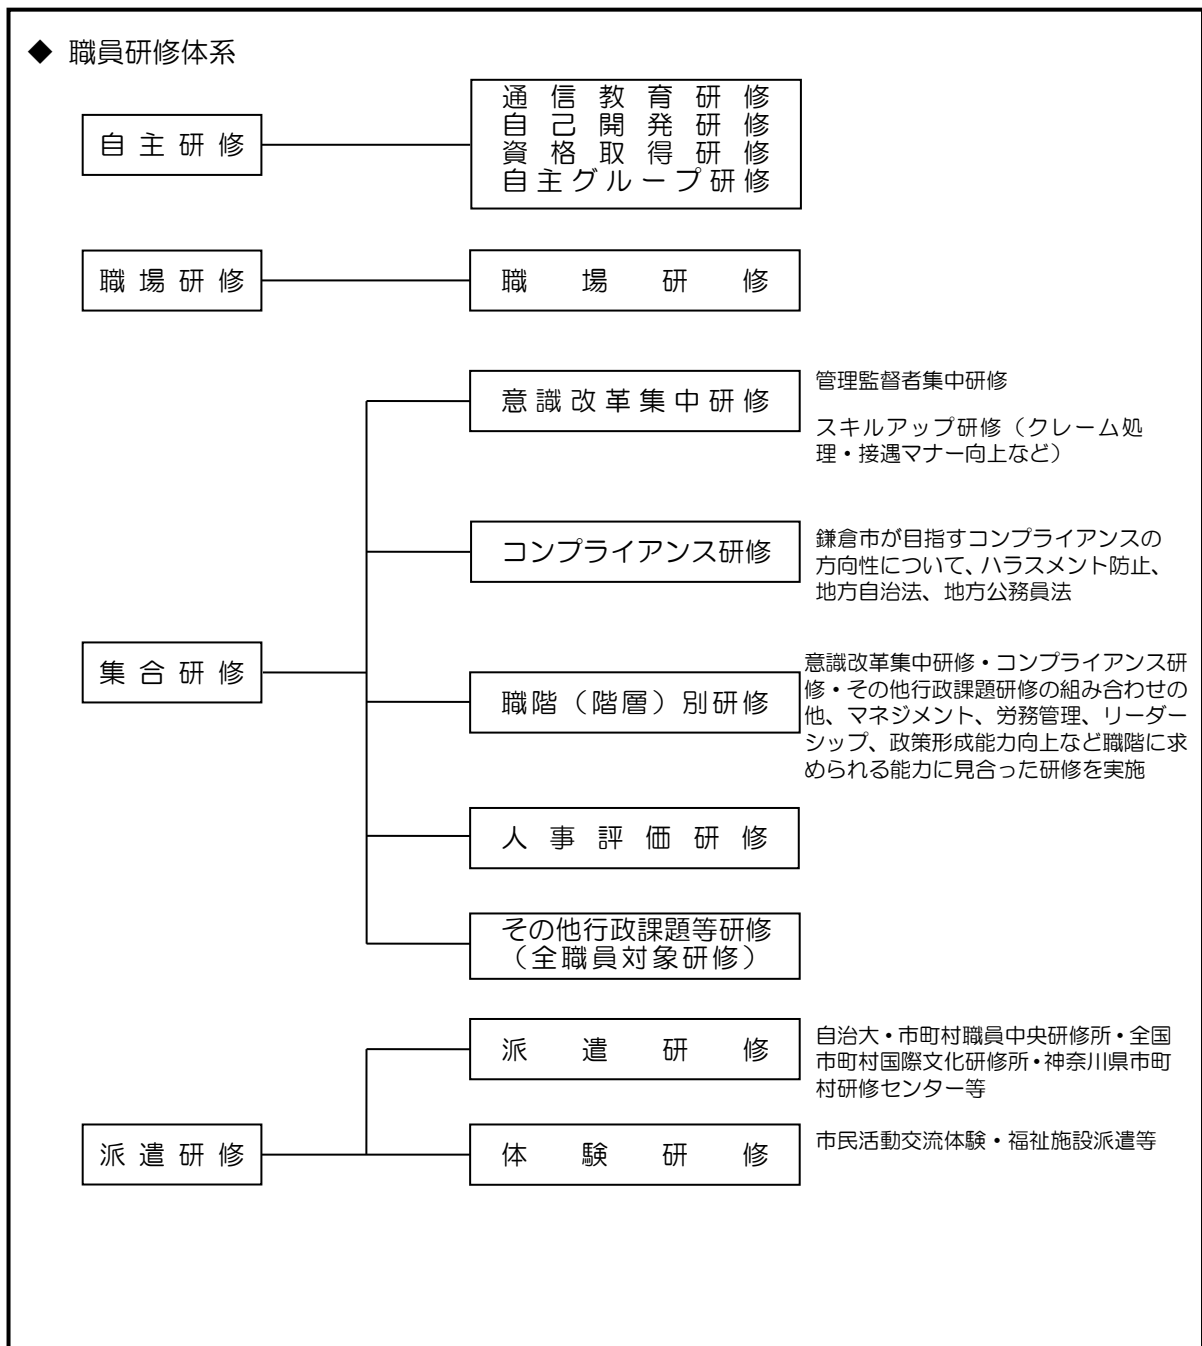 ◆ 職員研修体系
自主研修
通信教育研修
自己開発研修
資格取得研修
自主グループ研修
職場研修
職場研修
集合研修
意識改革集中研修
管理監督者集中研修
スキルアップ研修（クレーム処
理・接遇マナー向上など）
コンプライアンス研修
鎌倉市が目指すコンプライアンスの
方向性について、ハラスメント防止、
地方自治法、地方公務員法
職階（階層）別研修
意識改革集中研修・コンプライアンス研
修・その他行政課題研修の組み合わせの
他、マネジメント、労務管理、リーダー
シップ、政策形成能力向上など職階に求
められる能力に見合った研修を実施
人事評価研修
その他行政課題等研修
（全職員対象研修）
派遣研修
派遣研修
自治大・市町村職員中央研修所・全国
市町村国際文化研修所・神奈川県市町
村研修センター等
体験研修
市民活動交流体験・福祉施設派遣等